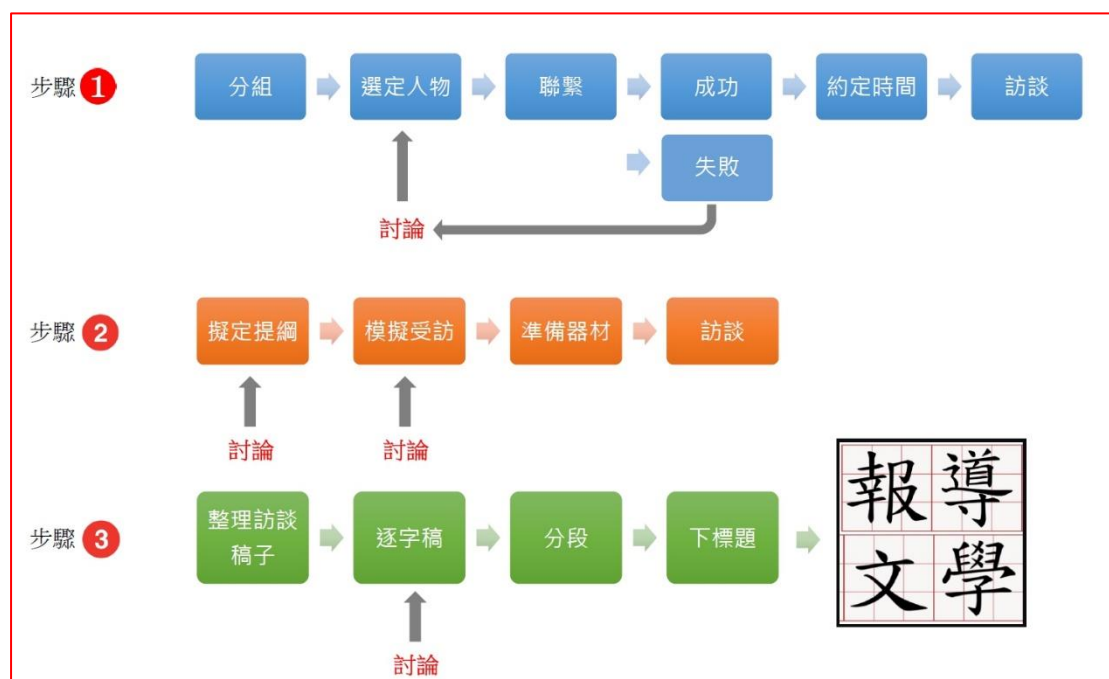 步驟 1 分組 選定人物 聯繫 成功 約定時間 訪談
失敗
討論
步驟 2 擬定提綱 模擬受訪 準備器材 訪談
討論 討論
步驟 3 整理訪談稿子 逐字稿 分段 下標題
報導
文學
討論